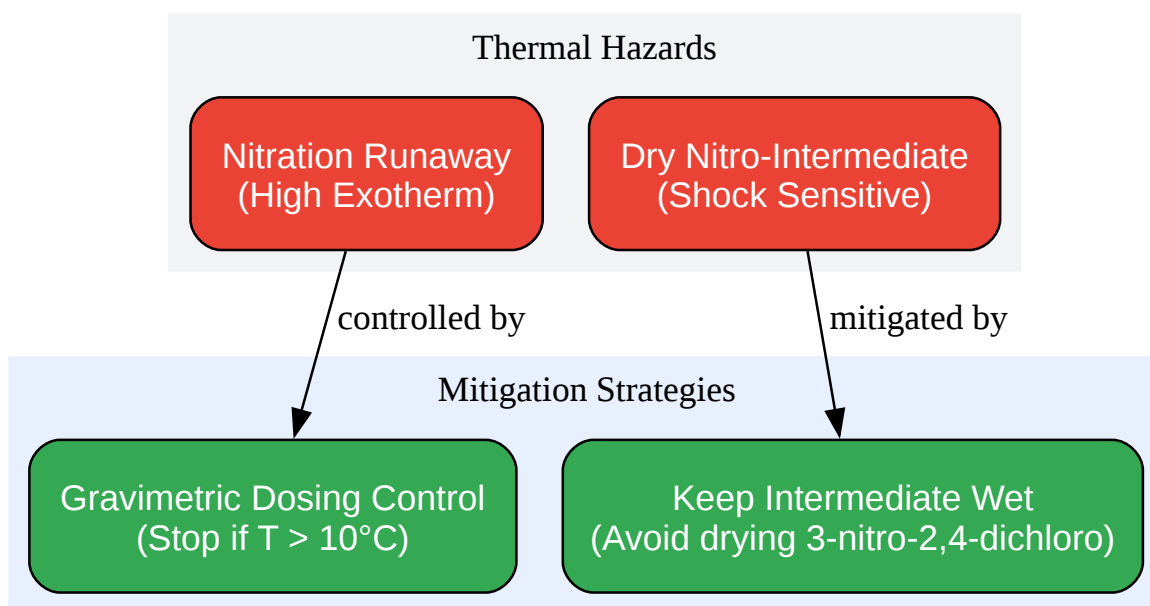 Thermal Hazards
Nitration Runaway
(High Exotherm)
Dry Nitro-Intermediate
(Shock Sensitive)
controlled by
mitigated by
Mitigation Strategies
Gravimetric Dosing Control
(Stop if T > 10°C)
Keep Intermediate Wet
(Avoid drying 3-nitro-2,4-dichloro)